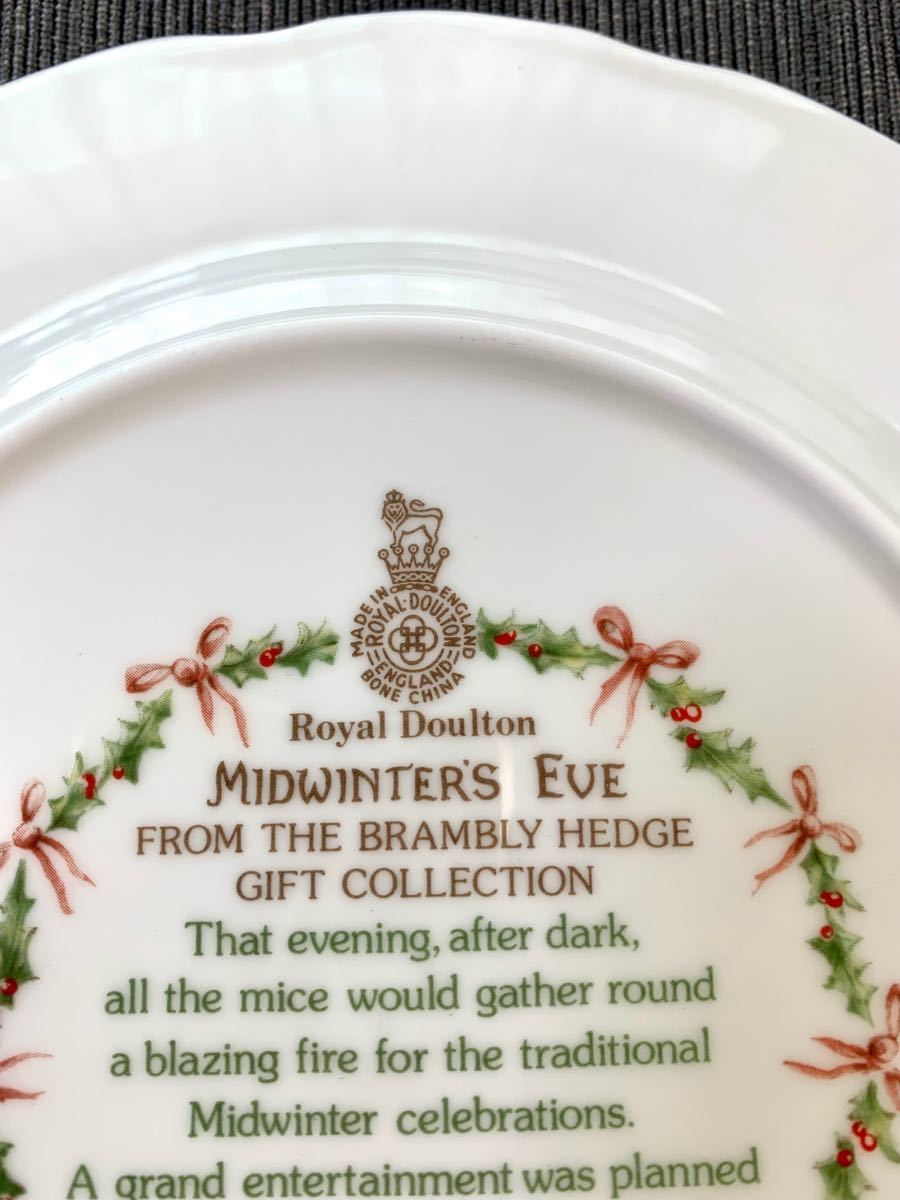 MADE IN ENGLAND
ROYAL·DOULTON
ENGLAND
BONE CHINA
Royal Doulton
MIDWINTER'S EVE
FROM THE BRAMBLY HEDGE
GIFT COLLECTION
That evening, after dark,
all the mice would gather round
a blazing fire for the traditional
Midwinter celebrations.
A grand entertainment was planned